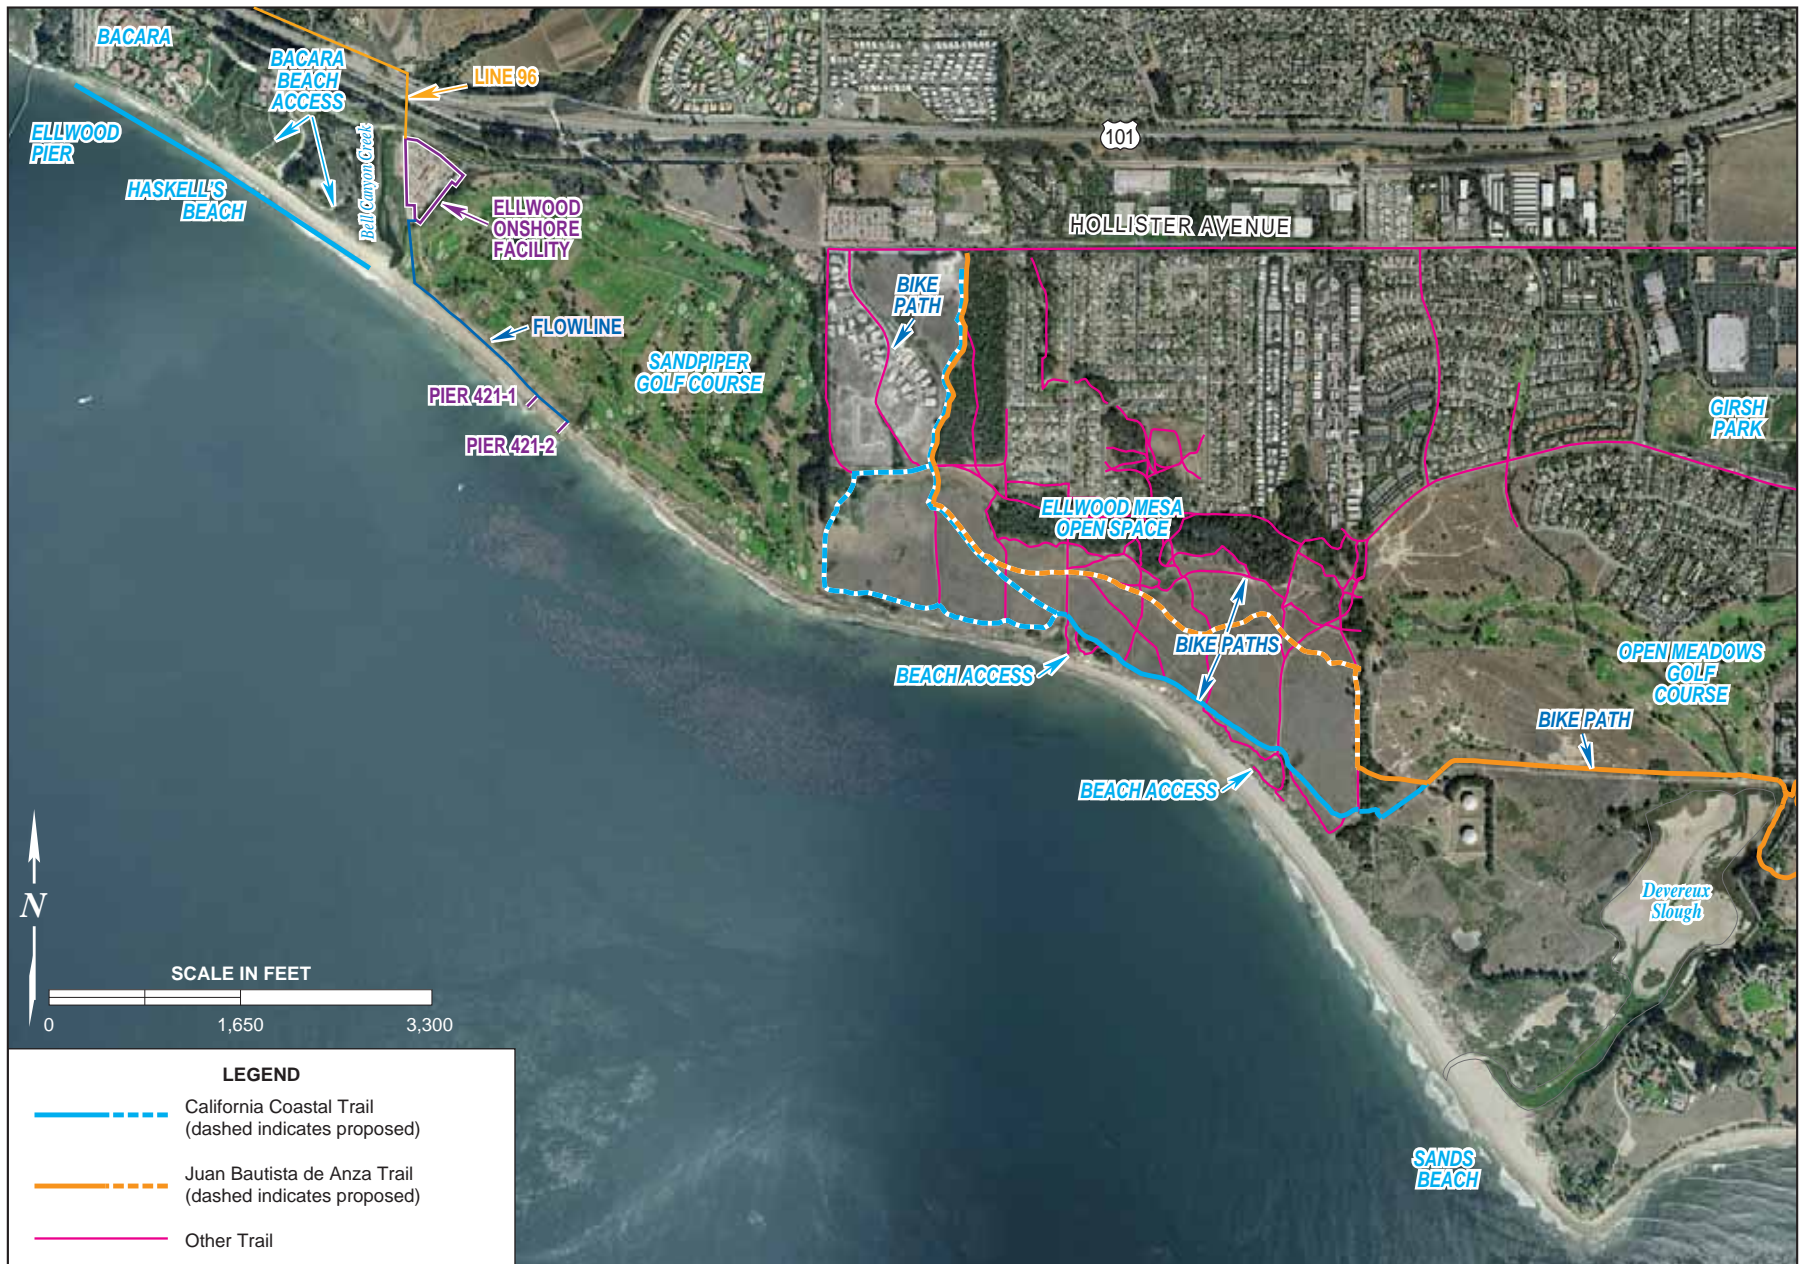 BACARA
BACARA
BEACH
ACCESS
LINE 96
ELLWOOD
PIER
HASKELL'S
BEACH
Bell Canyon Creek
ELLWOOD
ONSHORE
FACILITY
101
HOLLISTER AVENUE
BIKE
PATH
FLOWLINE
SANDPIPER
GOLF COURSE
PIER 421-1
PIER 421-2
GIRSH
PARK
ELLWOOD MESA
OPEN SPACE
BEACH ACCESS
BIKE PATHS
OPEN MEADOWS
GOLF
COURSE
BIKE PATH
BEACH ACCESS
Devereux
Slough
SANDS
BEACH
N
SCALE IN FEET
0 1,650 3,300
LEGEND
California Coastal Trail
(dashed indicates proposed)
Juan Bautista de Anza Trail
(dashed indicates proposed)
Other Trail